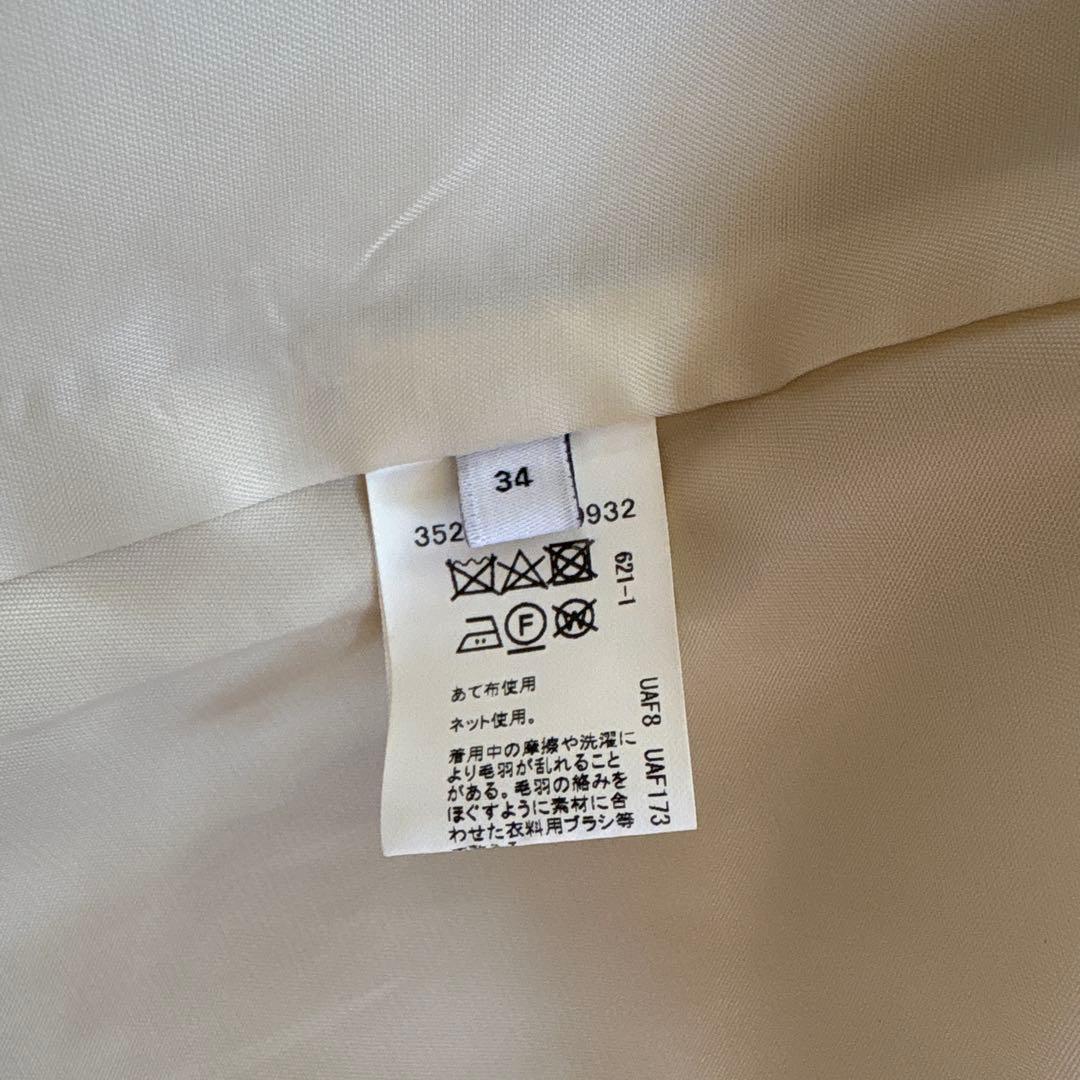 34
352 9932
621-1
F
W
あて布使用
ネット使用。
着用中の摩擦や洗濯に
より毛羽が乱れること
がある。毛羽の絡みを
ほぐすように素材に合
わせた衣料用ブラシ等
UAF8 UAF173